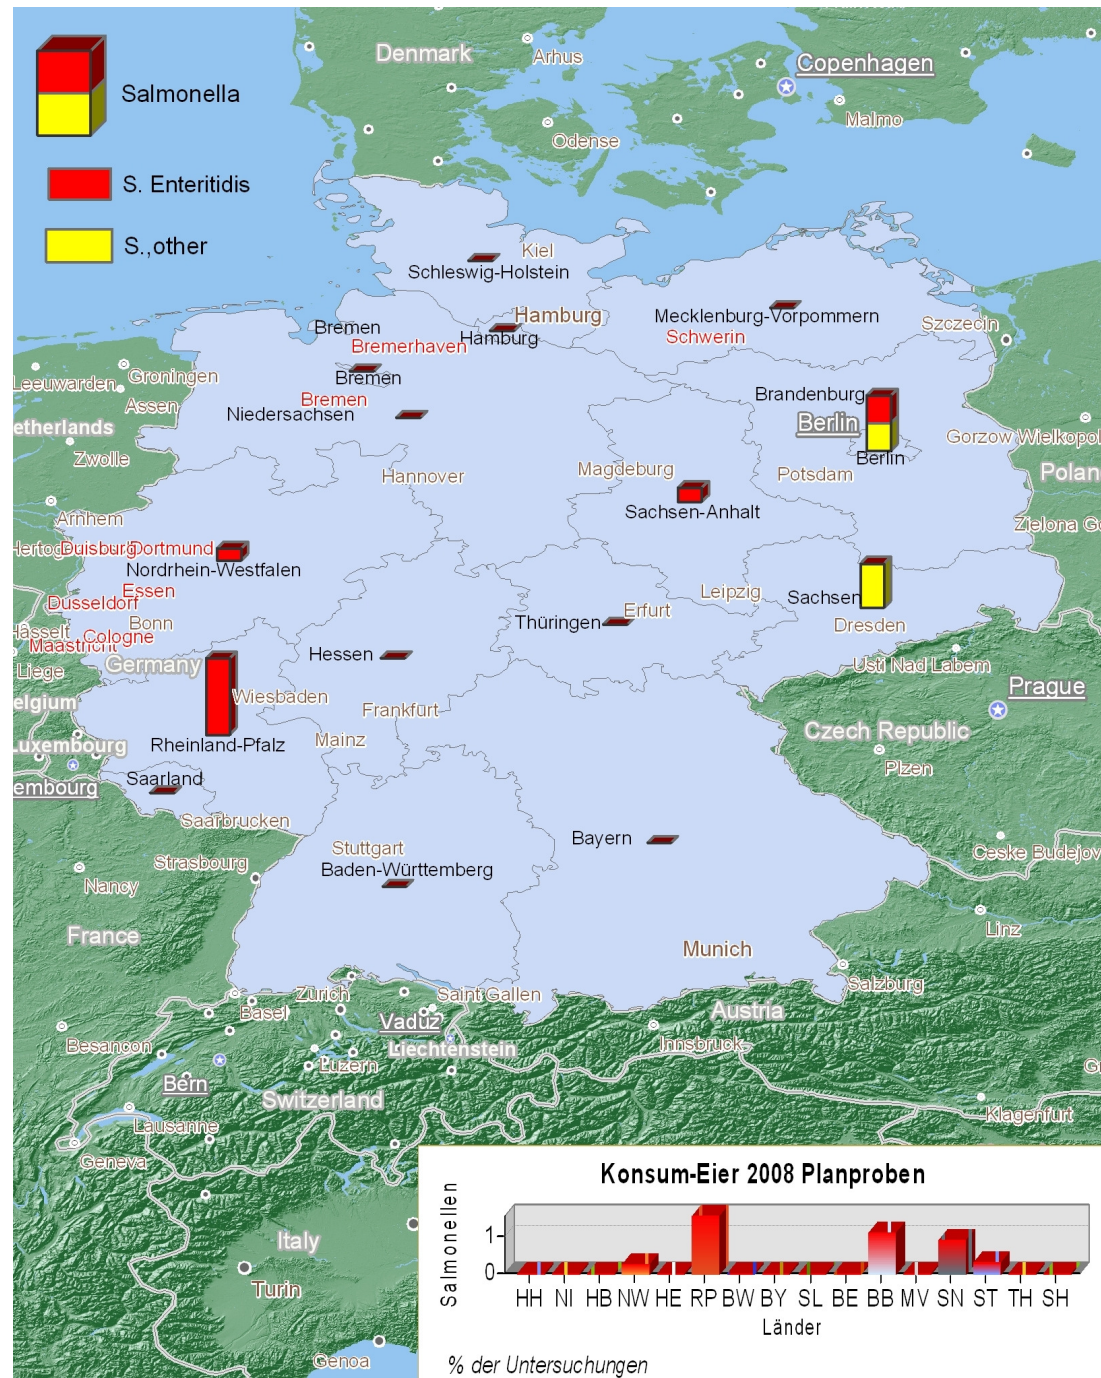 Denmark
Arhus
Copenhagen
Salmonella
Malmo
Odense
S. Enteritidis
S.,other
Kiel
Schleswig-Holstein
Hamburg
Mecklenburg-Vorpommern
Szczecin
Bremen
Hamburg
Schwerin
Bremerhaven
Groningen
Leeuwarden
Bremen
Assen
Bremen
Brandenburg
Niedersachsen
Berlin
etherlands
Gorzow Wielkopol
Zwolle
Berlin
Magdeburg
Hannover
Potsdam
Polan
Arnhem
Sachsen-Anhalt
Zielona Go
Hertog
Duisburg
Dortmund
Nordrhein-Westfalen
Essen
Leipzig
Sachsen
Dusseldorf
Erfurt
Bonn
Thüringen
Dresden
Hasselt
Cologne
Maastricht
Hessen
Germany
Usti Nad Labem
Liege
Prague
Wiesbaden
elgium
Frankfurt
Czech Republic
Mainz
Rheinland-Pfalz
Luxembourg
Plzen
Saarland
embourg
Saarbrucken
Bayern
Stuttgart
Ceske Budejov
Strasbourg
Baden-Württemberg
Nancy
Linz
France
Munich
Salzburg
Zurich
Saint Gallen
Basel
Austria
Vaduz
Besancon
Innsbruck
Liechtenstein
Luzern
Gr
Bern
Switzerland
Klagenfurt
Lausanne
Geneva
Italy
Turin
Genoa
Konsum-Eier 2008 Planproben
Salmonellen
1
0
HH NI HB NW HE RP BW BY SL BE BB MV SN ST TH SH
Länder
% der Untersuchungen